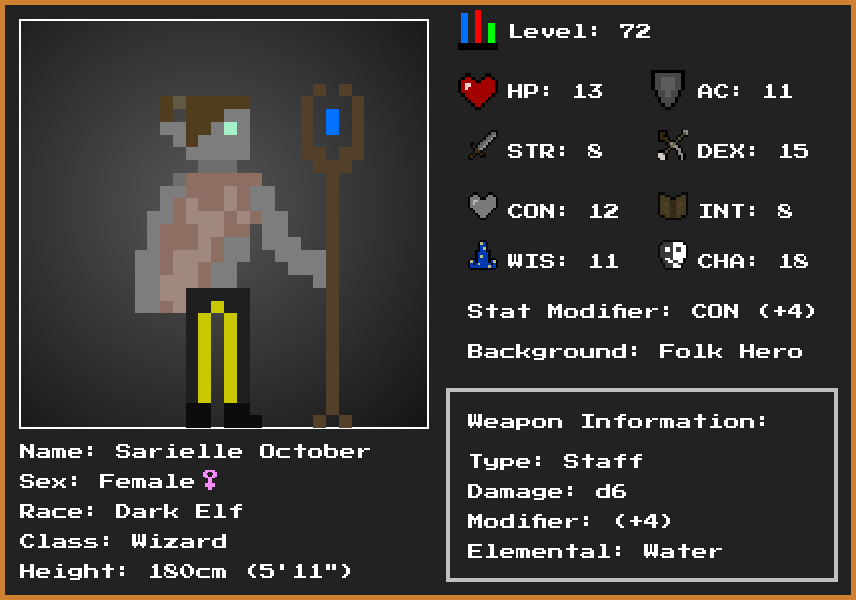 Level: 72
HP: 13
AC: 11
STR: 8
DEX: 15
CON: 12
INT: 8
WIS: 11
CHA: 18
Stat Modifier: CON (+4)
Background: Folk Hero
Weapon Information:
Type: Staff
Damage: d6
Modifier: (+4)
Elemental: Water
Name: Sarielle October
Sex: Female♀
Race: Dark Elf
Class: Wizard
Height: 180cm (5'11")